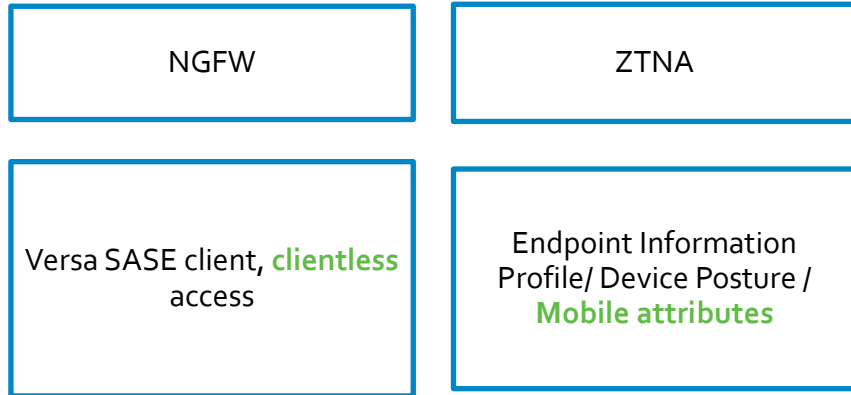 NGFW
ZTNA
Versa SASE client, clientless
access
Endpoint Information
Profile/ Device Posture /
Mobile attributes